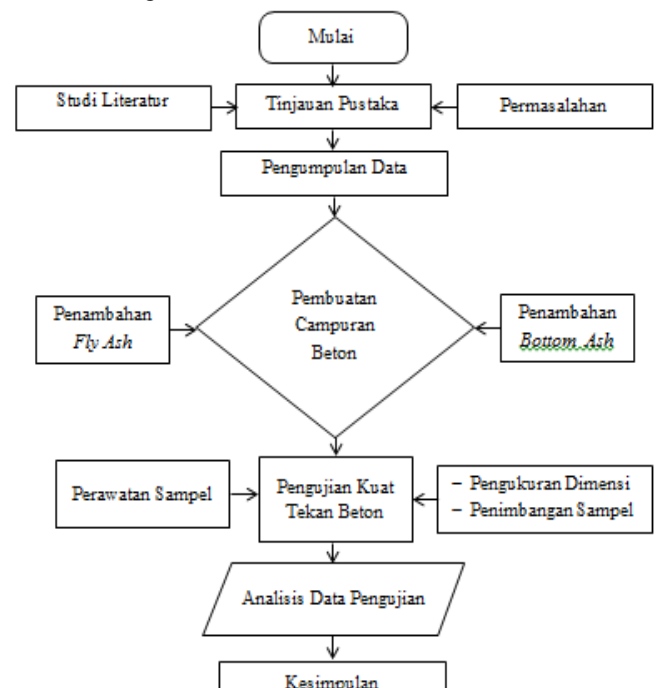 Mulai
Studi Literatur
Tinjauan Pustaka
Permasalahan
Pengumpulan Data
Pembuatan
Campuran
Beton
Penambahan
Fly Ash
Penambahan
Bottom Ash
Perawatan Sampel
Pengujian Kuat
Tekan Beton
– Pengukuran Dimensi
– Penimbangan Sampel
Analisis Data Pengujian
Kesimpulan